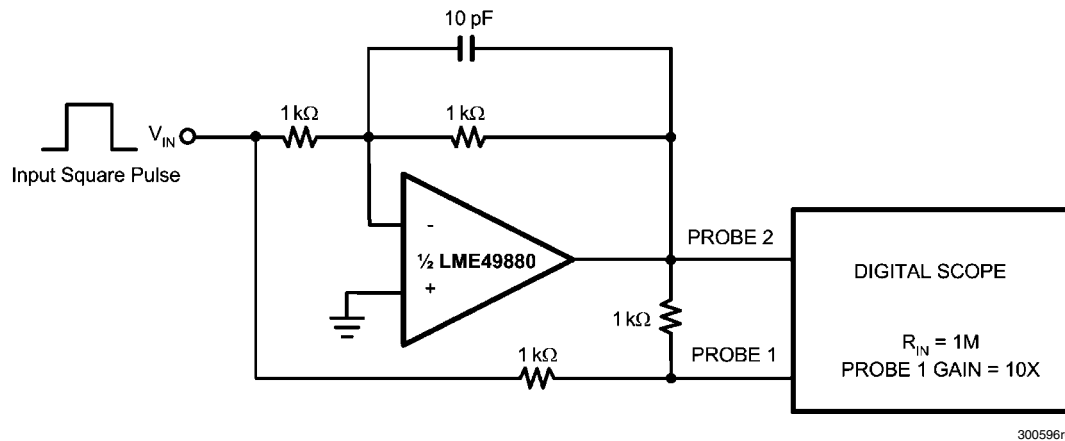 10 pF
1 kΩ
1 kΩ
V_IN
Input Square Pulse
-
½ LME49880
+
PROBE 2
DIGITAL SCOPE
1 kΩ
R_IN = 1M
PROBE 1 GAIN = 10X
1 kΩ
PROBE 1
300596r